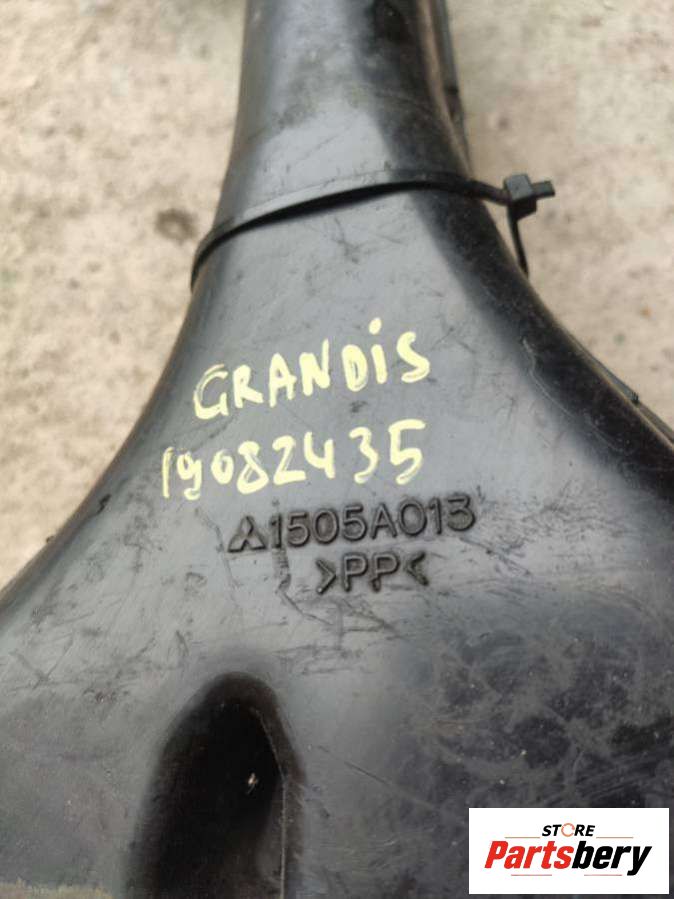 GRANDiS
19082435
1505A013
>PP<
STORE
Partsbery